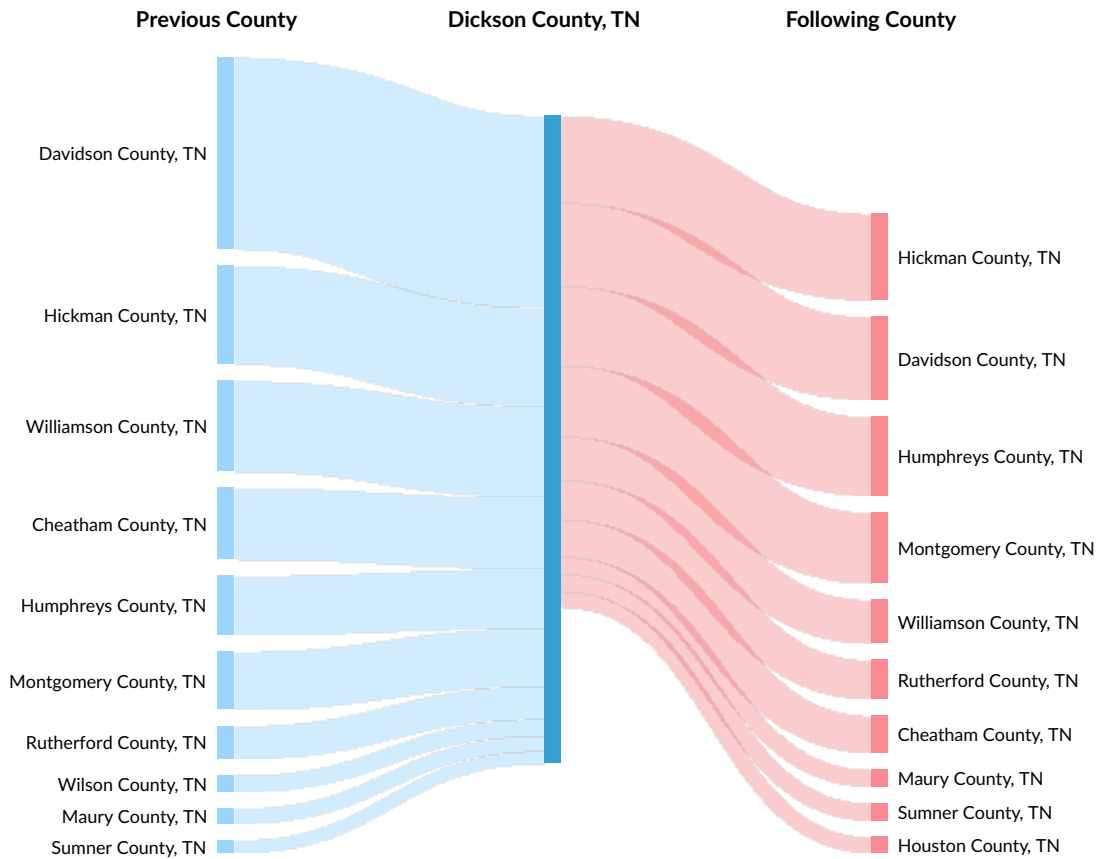 Previous County
Dickson County, TN
Following County
Davidson County, TN
Hickman County, TN
Williamson County, TN
Cheatham County, TN
Humphreys County, TN
Montgomery County, TN
Rutherford County, TN
Wilson County, TN
Maury County, TN
Sumner County, TN
Hickman County, TN
Davidson County, TN
Humphreys County, TN
Montgomery County, TN
Williamson County, TN
Rutherford County, TN
Cheatham County, TN
Maury County, TN
Sumner County, TN
Houston County, TN